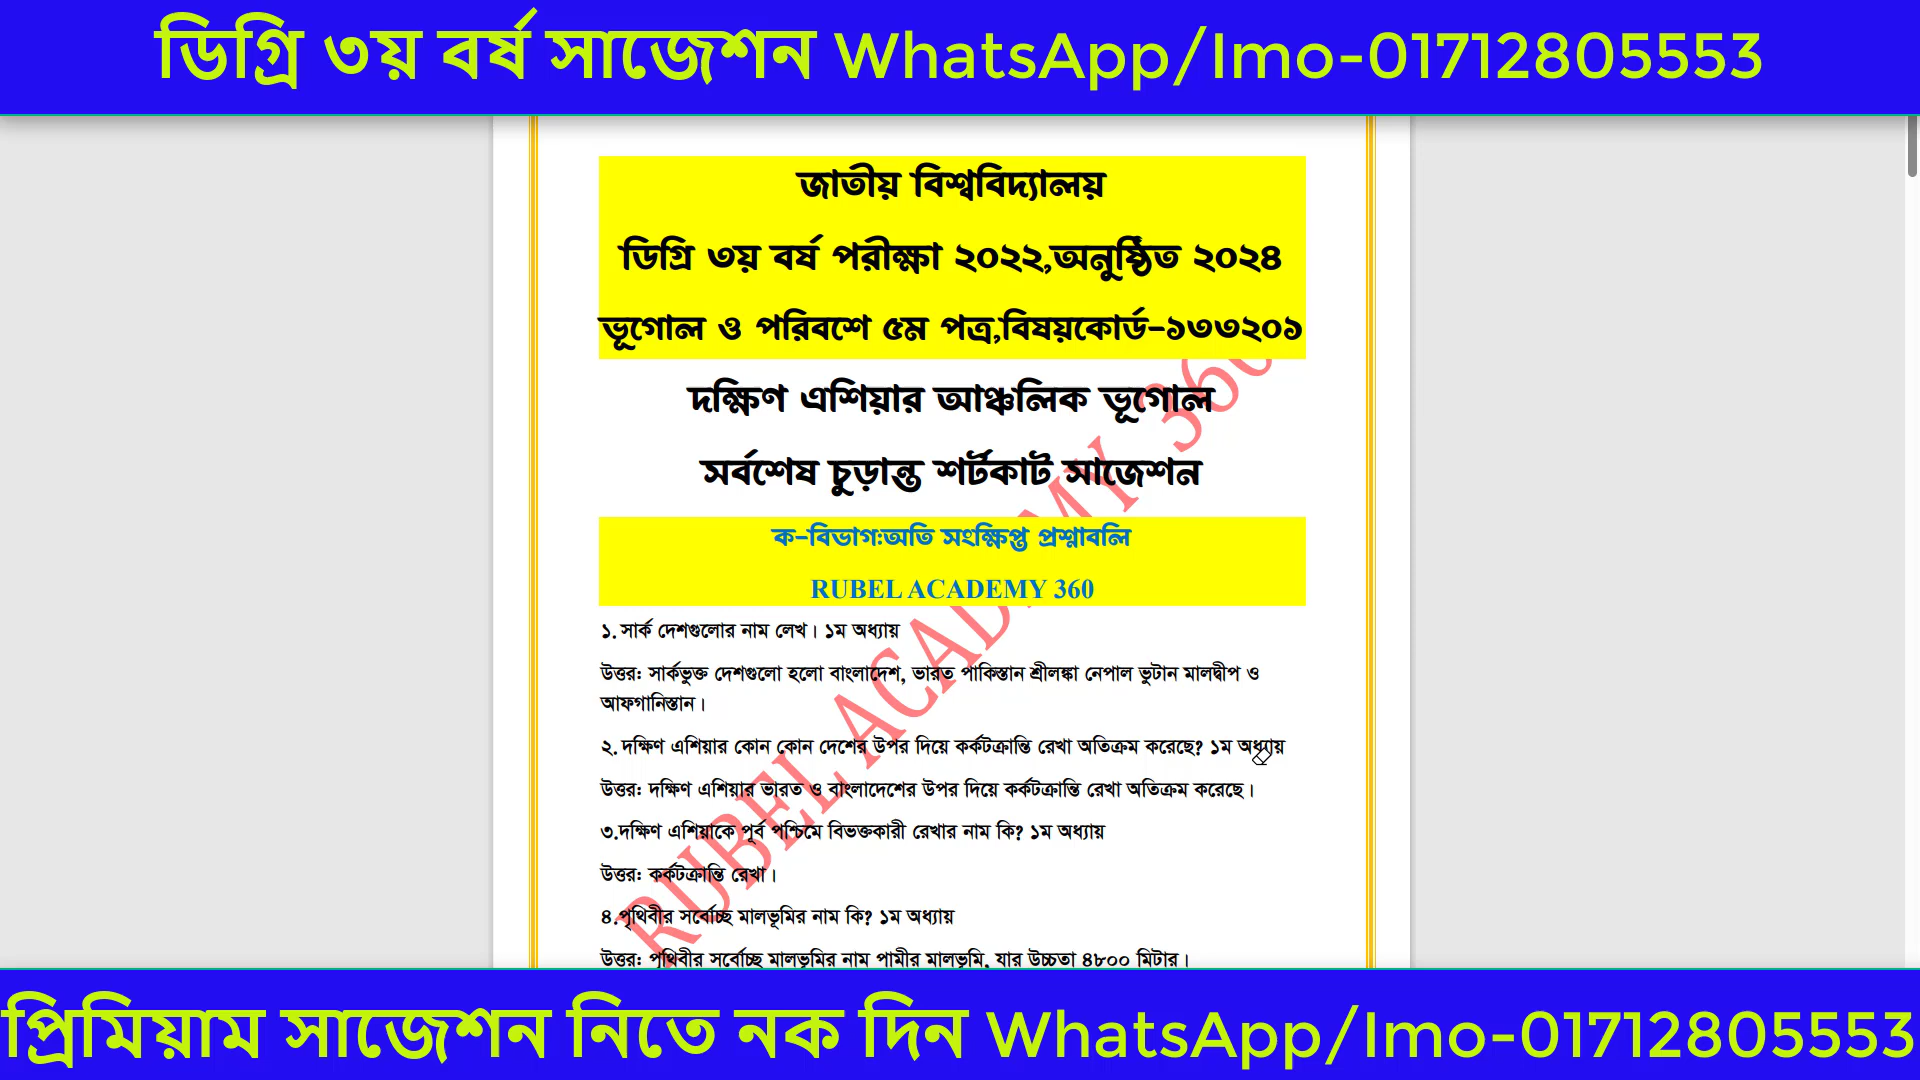 ডিগ্রি ৩য় বর্ষ সাজেশন WhatsApp/Imo-01712805553
জাতীয় বিশ্ববিদ্যালয়
ডিগ্রি ৩য় বর্ষ পরীক্ষা ২০২২,অনুষ্ঠিত ২০২৪
ভূগোল ও পরিবশে ৫ম পত্র,বিষয়কোর্ড-১৩৩২০১
দক্ষিণ এশিয়ার আঞ্চলিক ভূগোল
সর্বশেষ চুড়ান্ত শর্টকাট সাজেশন
ক-বিভাগঃঅতি সংক্ষিপ্ত প্রশ্নাবলি
RUBEL ACADEMY 360
১. সার্ক দেশগুলোর নাম লেখ। ১ম অধ্যায়
উত্তর: সার্কভুক্ত দেশগুলো হলো বাংলাদেশ, ভারত পাকিস্তান শ্রীলঙ্কা নেপাল ভুটান মালদ্বীপ ও
আফগানিস্তান।
২. দক্ষিণ এশিয়ার কোন কোন দেশের উপর দিয়ে কর্কটক্রান্তি রেখা অতিক্রম করেছে? ১ম অধ্যায়
উত্তর: দক্ষিণ এশিয়ার ভারত ও বাংলাদেশের উপর দিয়ে কর্কটক্রান্তি রেখা অতিক্রম করেছে।
৩.দক্ষিণ এশিয়াকে পূর্ব পশ্চিমে বিভক্তকারী রেখার নাম কি? ১ম অধ্যায়
উত্তর: কর্কটক্রান্তি রেখা।
৪.পৃথিবীর সর্বোচ্ছ মালভূমির নাম কি? ১ম অধ্যায়
উত্তর: পৃথিবীর সর্বোচ্ছ মালভূমির নাম পামীর মালভূমি, যার উচ্চতা ৪৮০০ মিটার।
RUBEL ACADEMY 360
প্রিমিয়াম সাজেশন নিতে নক দিন WhatsApp/Imo-01712805553